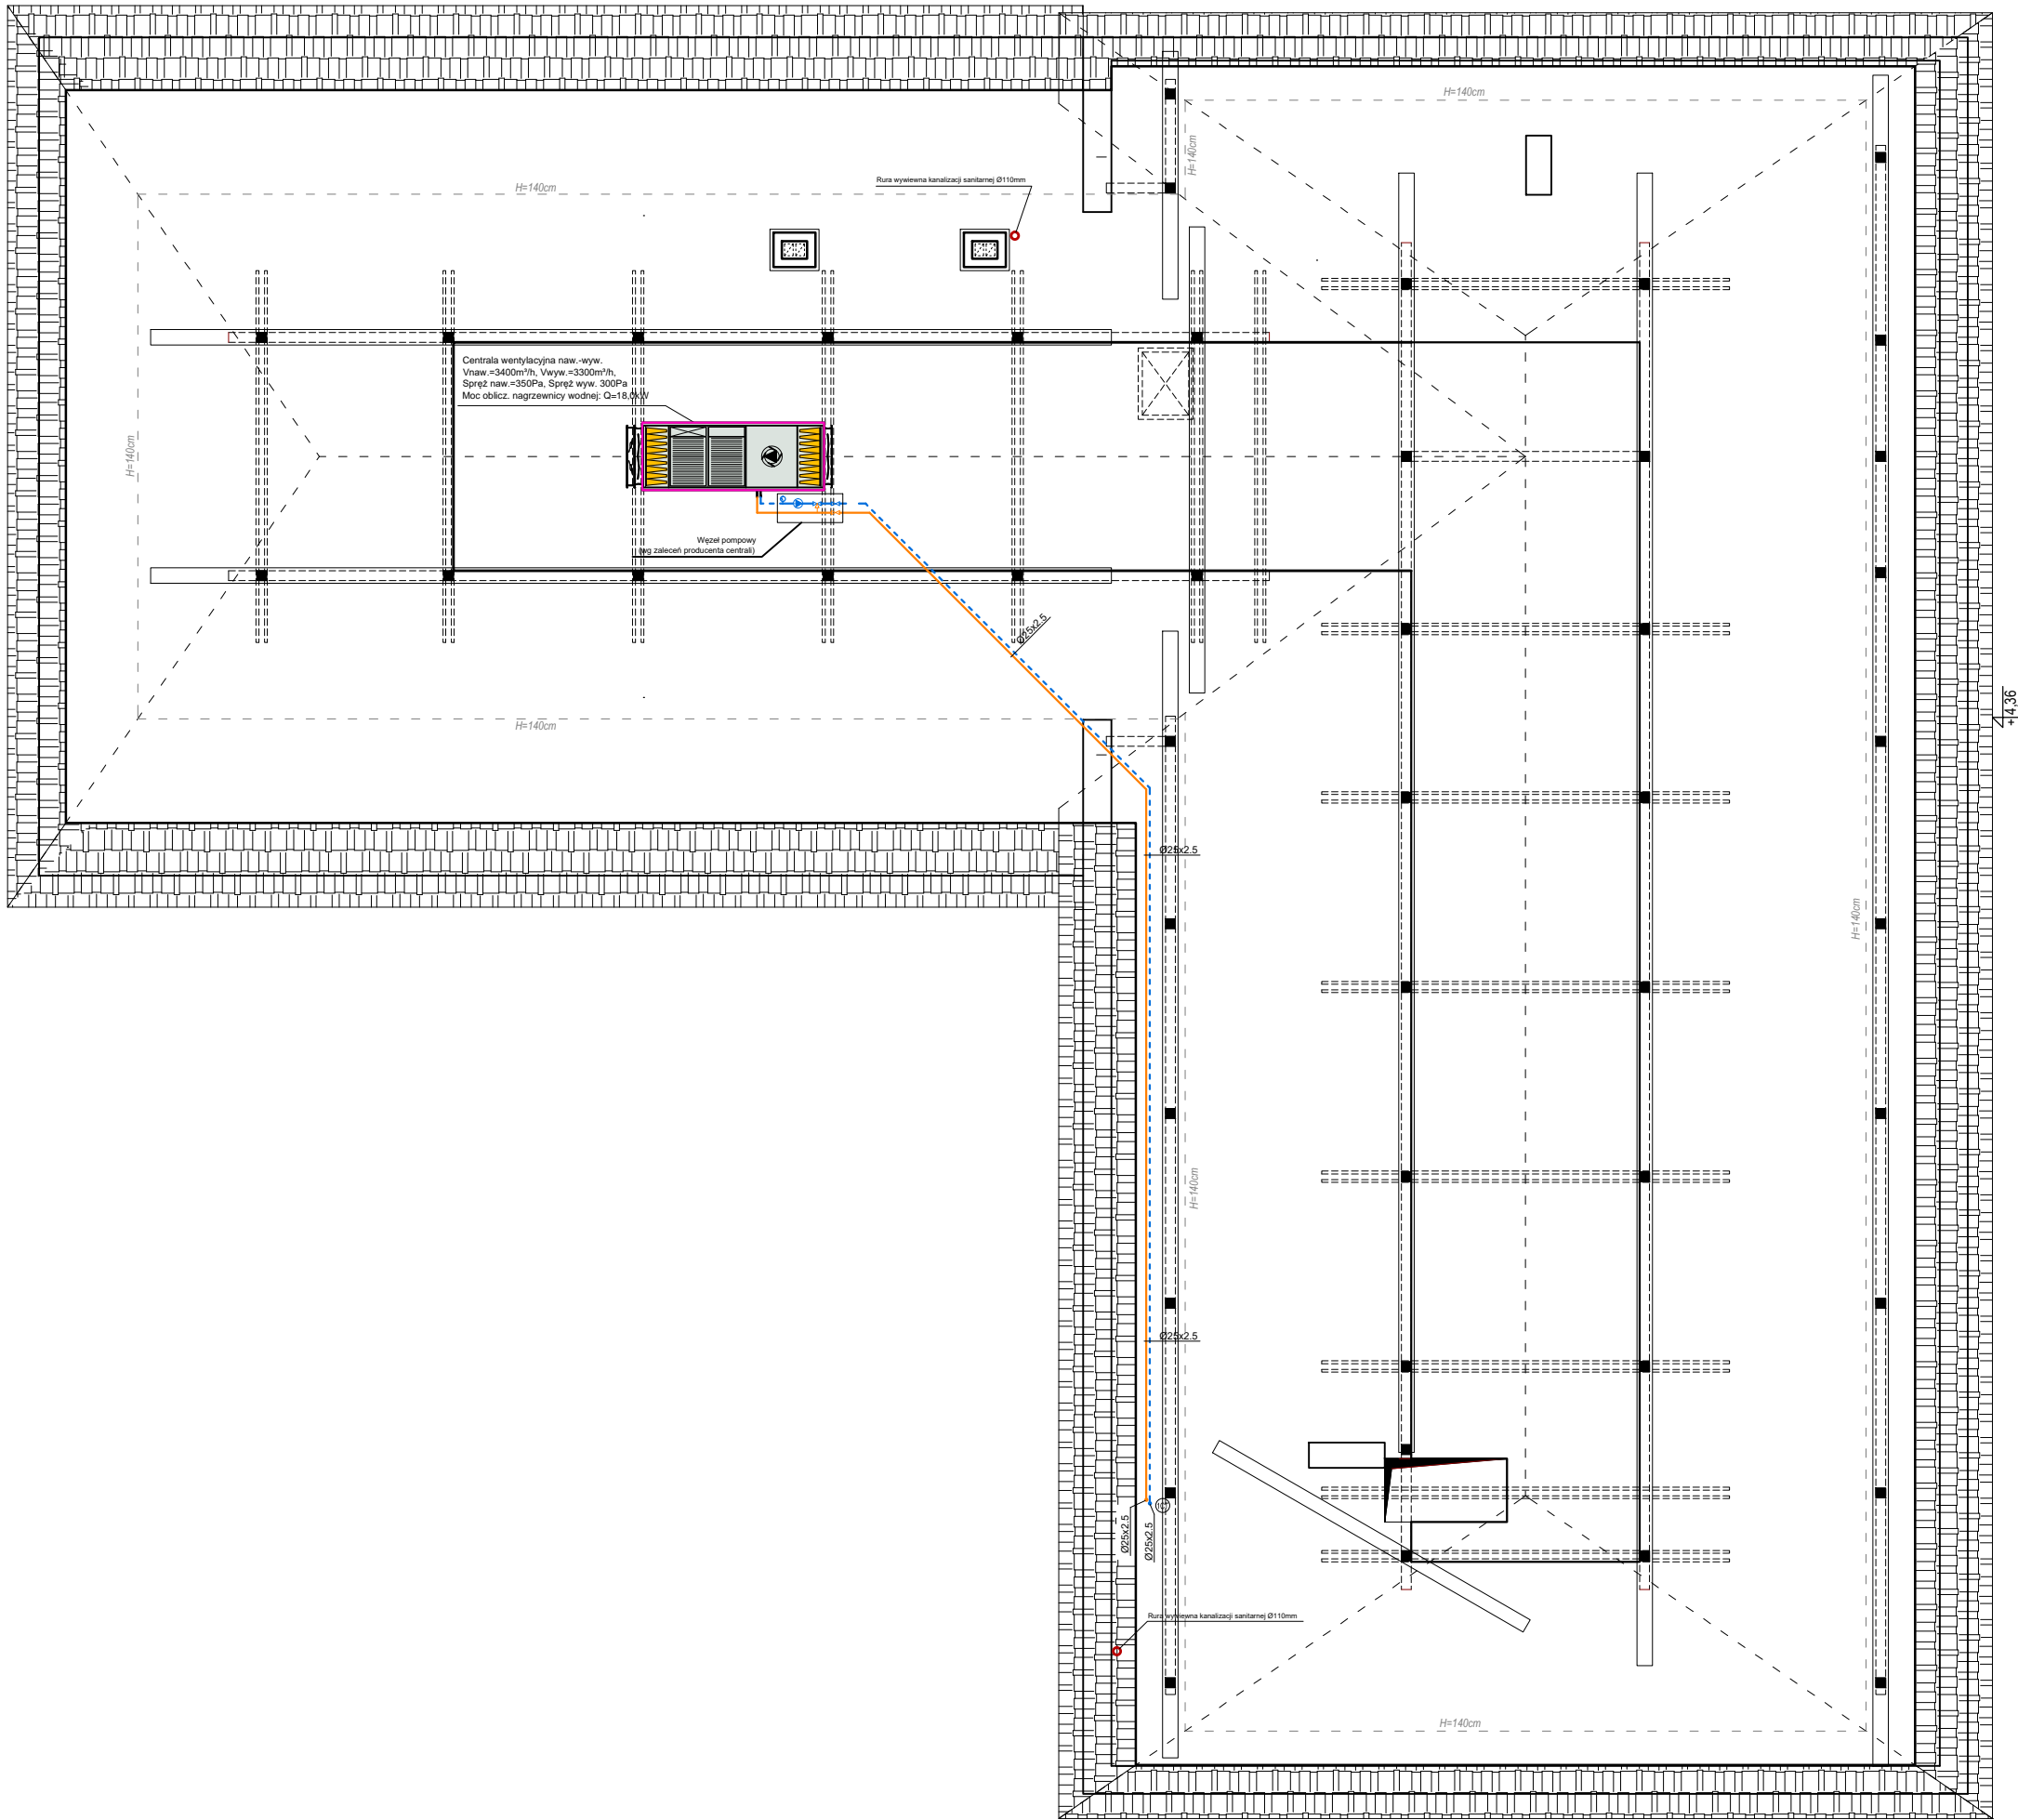 H=140cm
H=140cm
H=140cm
Rura wywiewna kanalizacji sanitarnej Ø110mm
Centrala wentylacyjna naw.-wyw.
Vnaw.=3400m³/h, Vwyw.=3300m³/h,
Spręż naw.=350Pa, Spręż wyw. 300Pa
Moc oblicz. nagrzewnicy wodnej: Q=18,0kW
H=140cm
Węzeł pompowy
(wg zaleceń producenta centrali)
Ø25x2.5
H=140cm
+4,36
Ø25x2.5
H=140cm
H=140cm
Ø25x2.5
Ø25x2.5
Ø25x2.5
Rura wywiewna kanalizacji sanitarnej Ø110mm
H=140cm